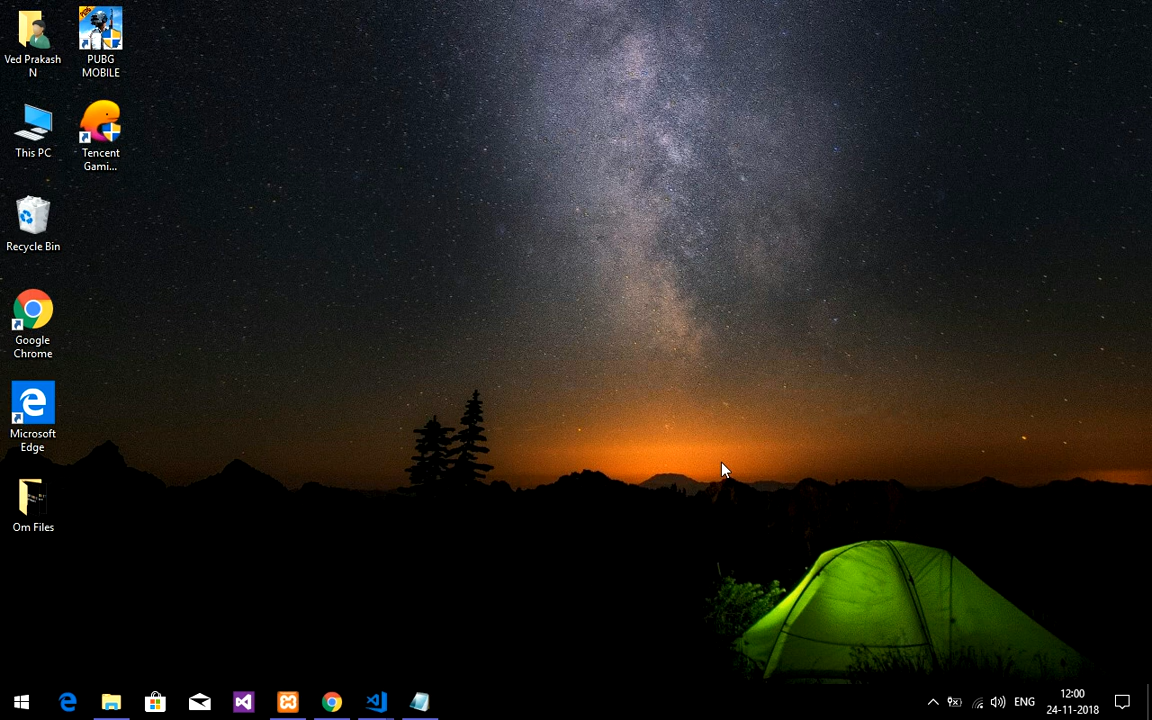 Ved Prakash
N
PUBG
MOBILE
This PC
Tencent
Gami...
Recycle Bin
Google
Chrome
Microsoft
Edge
Om Files
ENG
12:00
24-11-2018